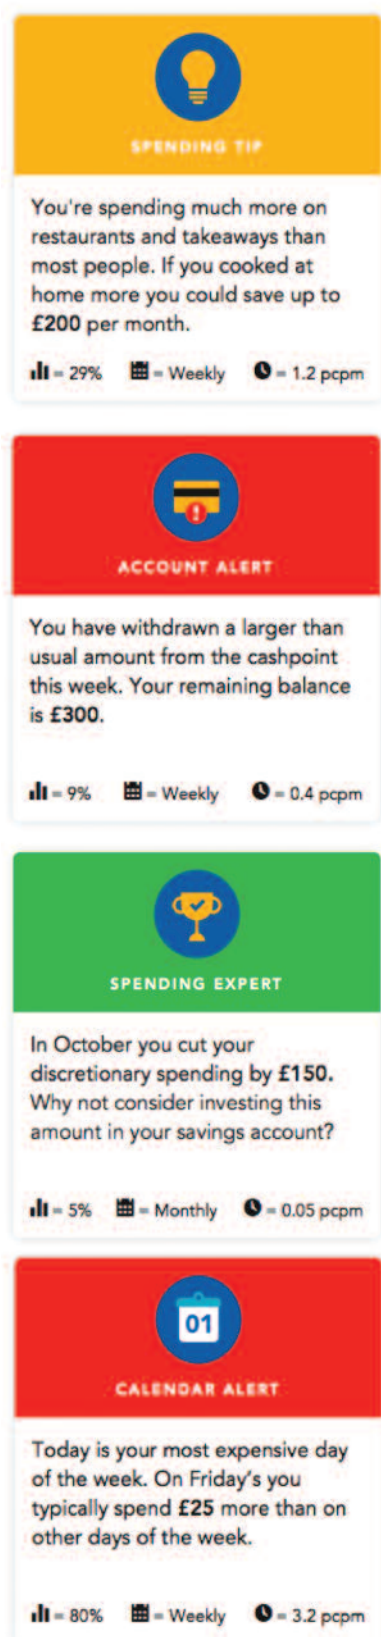 SPENDING TIP
You're spending much more on
restaurants and takeaways than
most people. If you cooked at
home more you could save up to
£200 per month.
= 29% = Weekly = 1.2 pcpm
ACCOUNT ALERT
You have withdrawn a larger than
usual amount from the cashpoint
this week. Your remaining balance
is £300.
= 9% = Weekly = 0.4 pcpm
SPENDING EXPERT
In October you cut your
discretionary spending by £150.
Why not consider investing this
amount in your savings account?
= 5% = Monthly = 0.05 pcpm
01
CALENDAR ALERT
Today is your most expensive day
of the week. On Friday's you
typically spend £25 more than on
other days of the week.
= 80% = Weekly = 3.2 pcpm